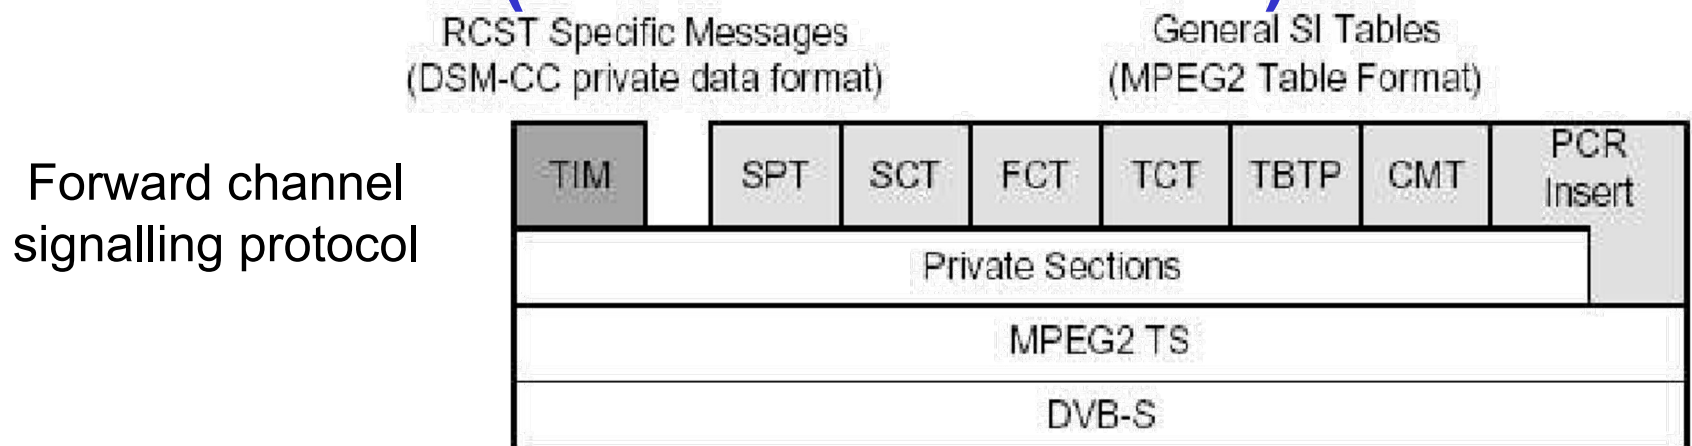 RCST Specific Messages
(DSM-CC private data format)
General SI Tables
(MPEG2 Table Format)
Forward channel
signalling protocol
TIM
SPT
SCT
FCT
TCT
TBTP
CMT
PCR
Insert
Private Sections
MPEG2 TS
DVB-S